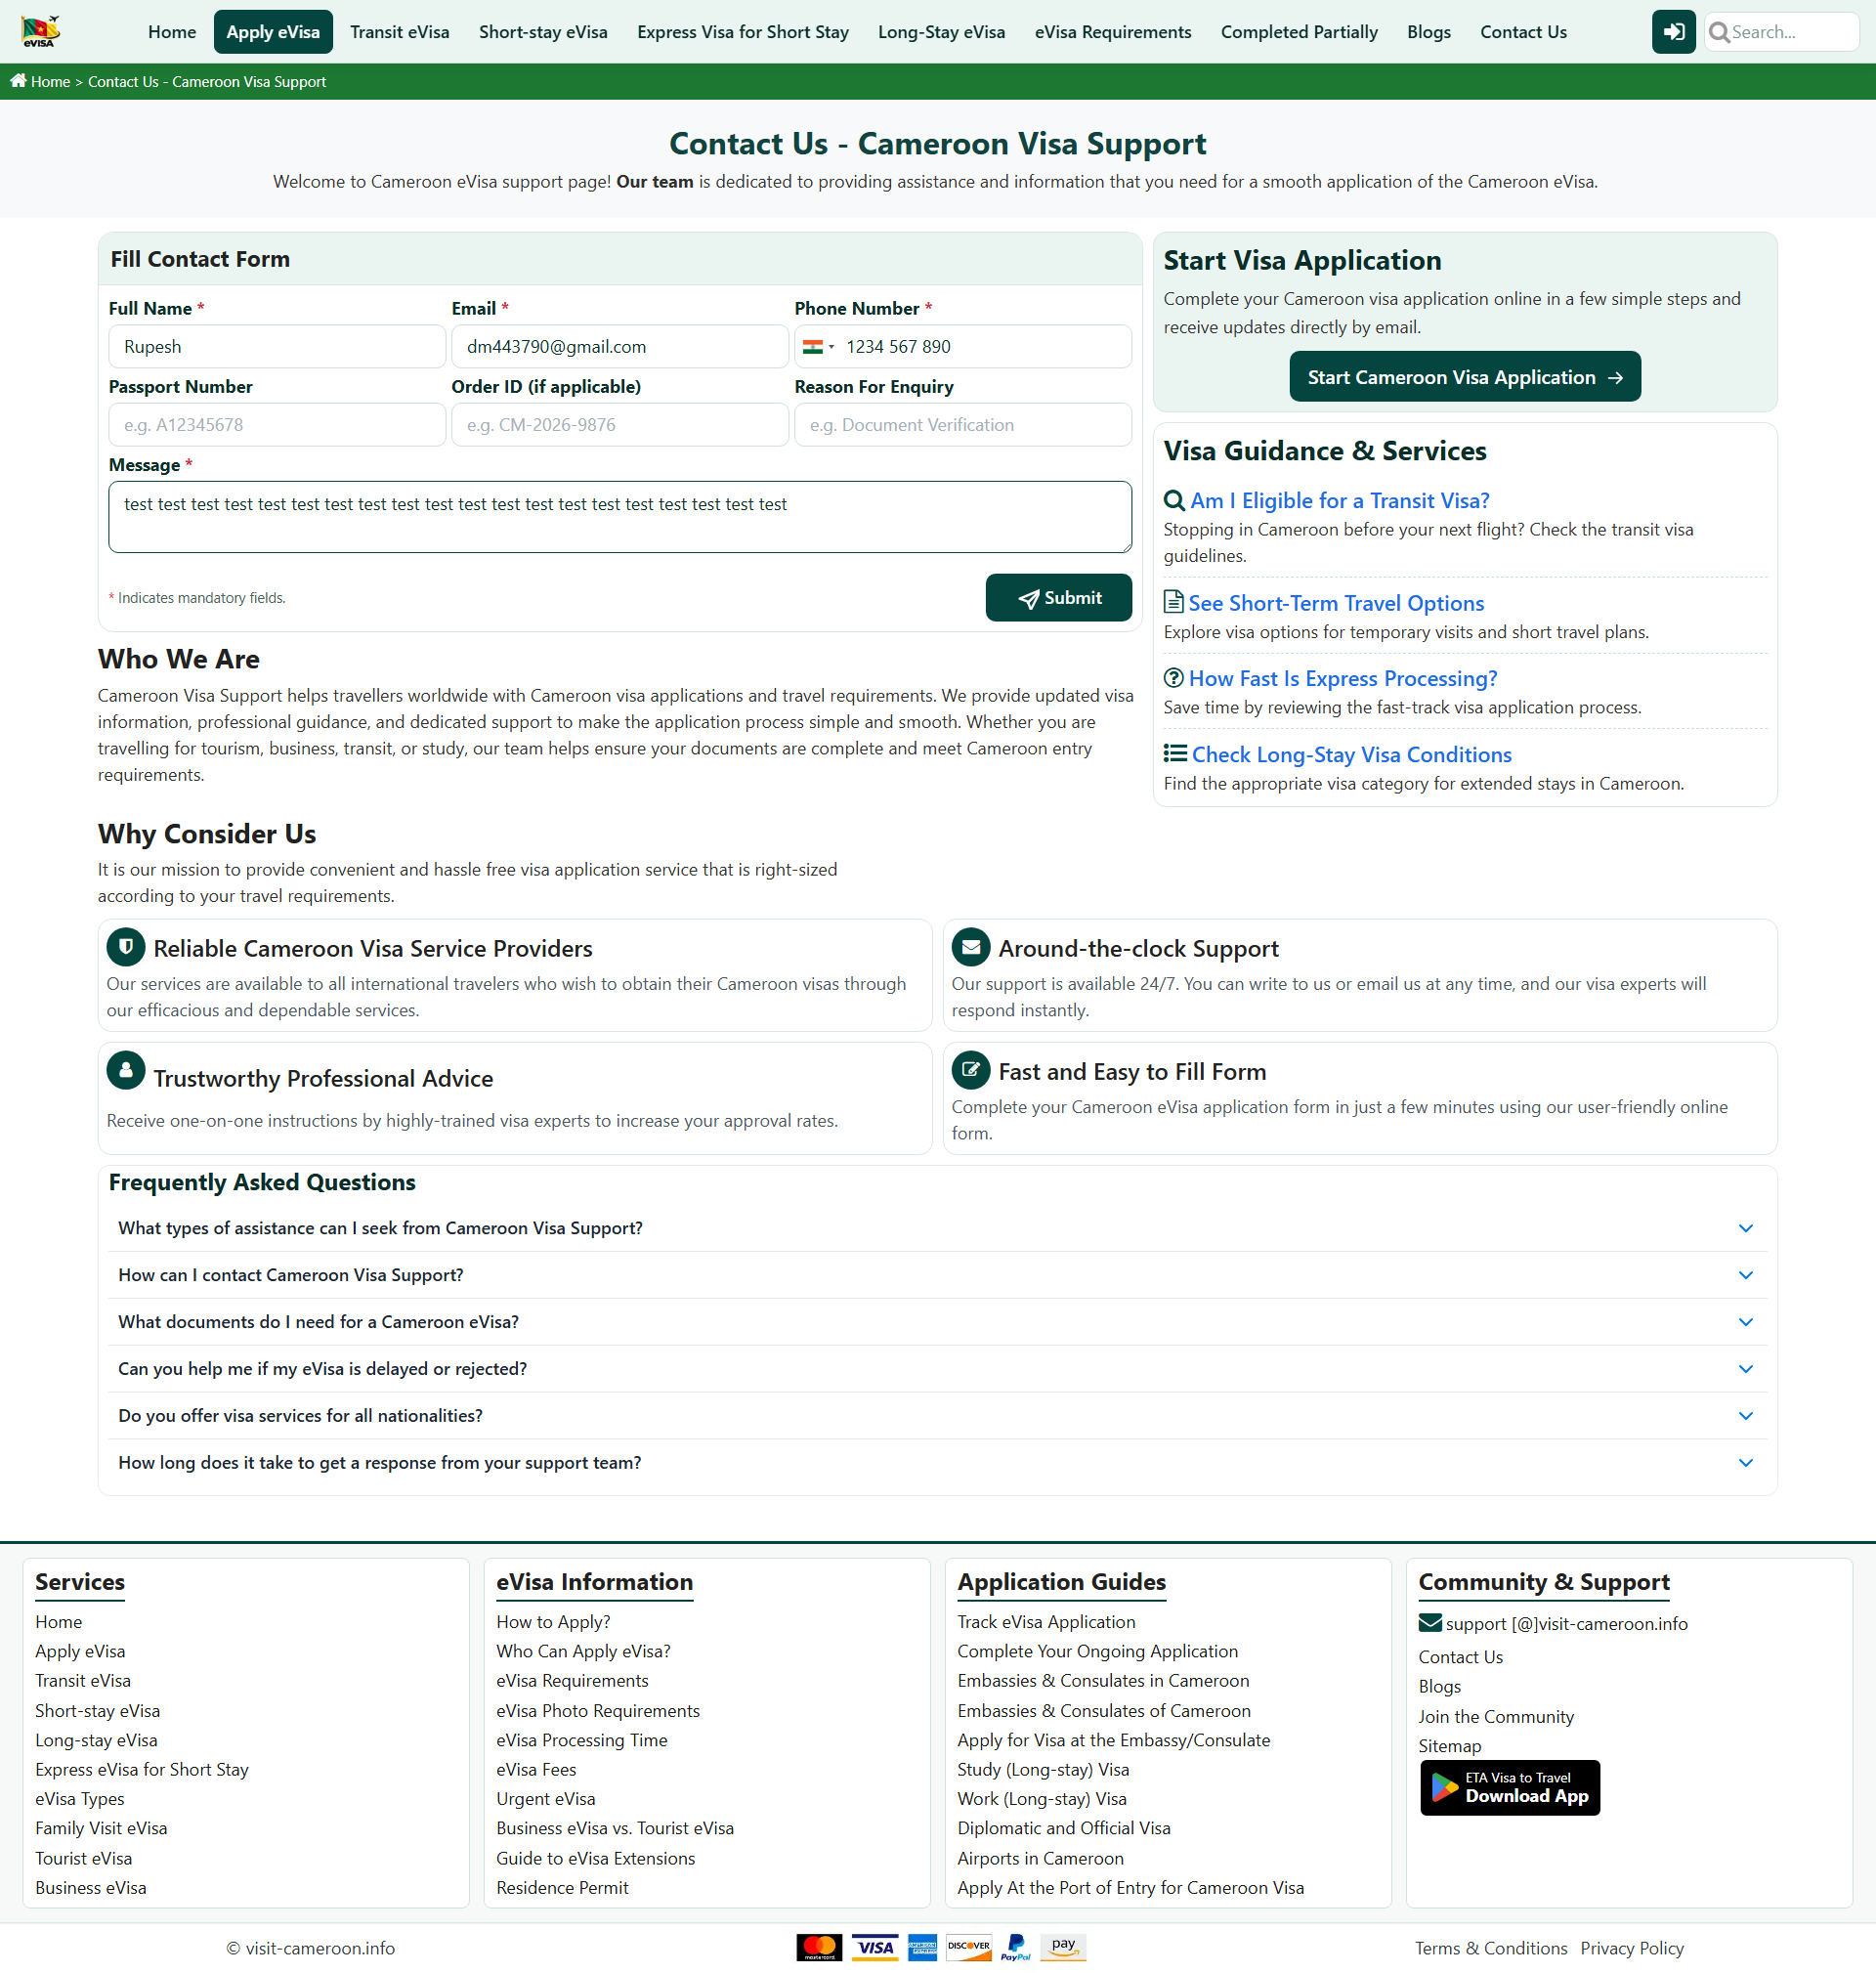 eVISA
Home
Apply eVisa
Transit eVisa
Short-stay eVisa
Express Visa for Short Stay
Long-Stay eVisa
eVisa Requirements
Completed Partially
Blogs
Contact Us
Search...
Home > Contact Us - Cameroon Visa Support
Contact Us - Cameroon Visa Support
Welcome to Cameroon eVisa support page! Our team is dedicated to providing assistance and information that you need for a smooth application of the Cameroon eVisa.
Fill Contact Form
Full Name *
Email *
Phone Number *
Rupesh
dm443790@gmail.com
1234 567 890
Passport Number
Order ID (if applicable)
Reason For Enquiry
e.g. A12345678
e.g. CM-2026-9876
e.g. Document Verification
Message *
test test test test test test test test test test test test test test test test test test test test
* Indicates mandatory fields.
Submit
Who We Are
Cameroon Visa Support helps travellers worldwide with Cameroon visa applications and travel requirements. We provide updated visa
information, professional guidance, and dedicated support to make the application process simple and smooth. Whether you are
travelling for tourism, business, transit, or study, our team helps ensure your documents are complete and meet Cameroon entry
requirements.
Start Visa Application
Complete your Cameroon visa application online in a few simple steps and
receive updates directly by email.
Start Cameroon Visa Application →
Visa Guidance & Services
Am I Eligible for a Transit Visa?
Stopping in Cameroon before your next flight? Check the transit visa
guidelines.
See Short-Term Travel Options
Explore visa options for temporary visits and short travel plans.
How Fast Is Express Processing?
Save time by reviewing the fast-track visa application process.
Check Long-Stay Visa Conditions
Find the appropriate visa category for extended stays in Cameroon.
Why Consider Us
It is our mission to provide convenient and hassle free visa application service that is right-sized
according to your travel requirements.
Reliable Cameroon Visa Service Providers
Our services are available to all international travelers who wish to obtain their Cameroon visas through
our efficacious and dependable services.
Around-the-clock Support
Our support is available 24/7. You can write to us or email us at any time, and our visa experts will
respond instantly.
Trustworthy Professional Advice
Receive one-on-one instructions by highly-trained visa experts to increase your approval rates.
Fast and Easy to Fill Form
Complete your Cameroon eVisa application form in just a few minutes using our user-friendly online
form.
Frequently Asked Questions
What types of assistance can I seek from Cameroon Visa Support?
How can I contact Cameroon Visa Support?
What documents do I need for a Cameroon eVisa?
Can you help me if my eVisa is delayed or rejected?
Do you offer visa services for all nationalities?
How long does it take to get a response from your support team?
Services
Home
Apply eVisa
Transit eVisa
Short-stay eVisa
Long-stay eVisa
Express eVisa for Short Stay
eVisa Types
Family Visit eVisa
Tourist eVisa
Business eVisa
eVisa Information
How to Apply?
Who Can Apply eVisa?
eVisa Requirements
eVisa Photo Requirements
eVisa Processing Time
eVisa Fees
Urgent eVisa
Business eVisa vs. Tourist eVisa
Guide to eVisa Extensions
Residence Permit
Application Guides
Track eVisa Application
Complete Your Ongoing Application
Embassies & Consulates in Cameroon
Embassies & Consulates of Cameroon
Apply for Visa at the Embassy/Consulate
Study (Long-stay) Visa
Work (Long-stay) Visa
Diplomatic and Official Visa
Airports in Cameroon
Apply At the Port of Entry for Cameroon Visa
Community & Support
support [@]visit-cameroon.info
Contact Us
Blogs
Join the Community
Sitemap
ETA Visa to Travel
Download App
© visit-cameroon.info
mastercard
VISA
AMERICAN EXPRESS
DISCOVER
PayPal
pay
Terms & Conditions
Privacy Policy